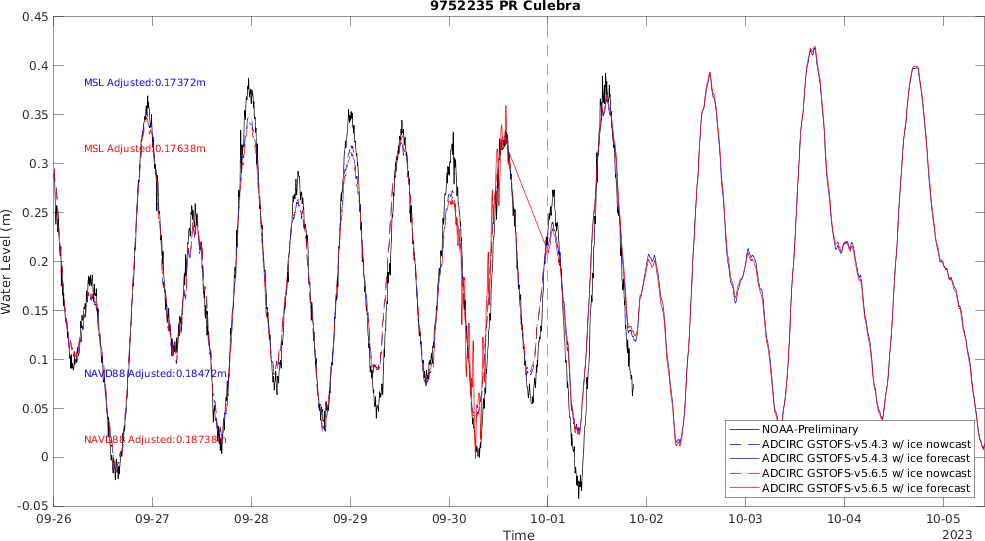 9752235 PR Culebra
0.45
0.4
0.35
0.3
0.25
0.2
0.15
0.1
0.05
0
-0.05
Water Level (m)
MSL Adjusted:0.17372m
MSL Adjusted:0.17638m
NAVD88 Adjusted:0.18472m
NAVD88 Adjusted:0.18738m
NOAA-Preliminary
ADCIRC GSTOFS-v5.4.3 w/ ice nowcast
ADCIRC GSTOFS-v5.4.3 w/ ice forecast
ADCIRC GSTOFS-v5.6.5 w/ ice nowcast
ADCIRC GSTOFS-v5.6.5 w/ ice forecast
09-26 09-27 09-28 09-29 09-30 10-01 10-02 10-03 10-04 10-05
Time
2023